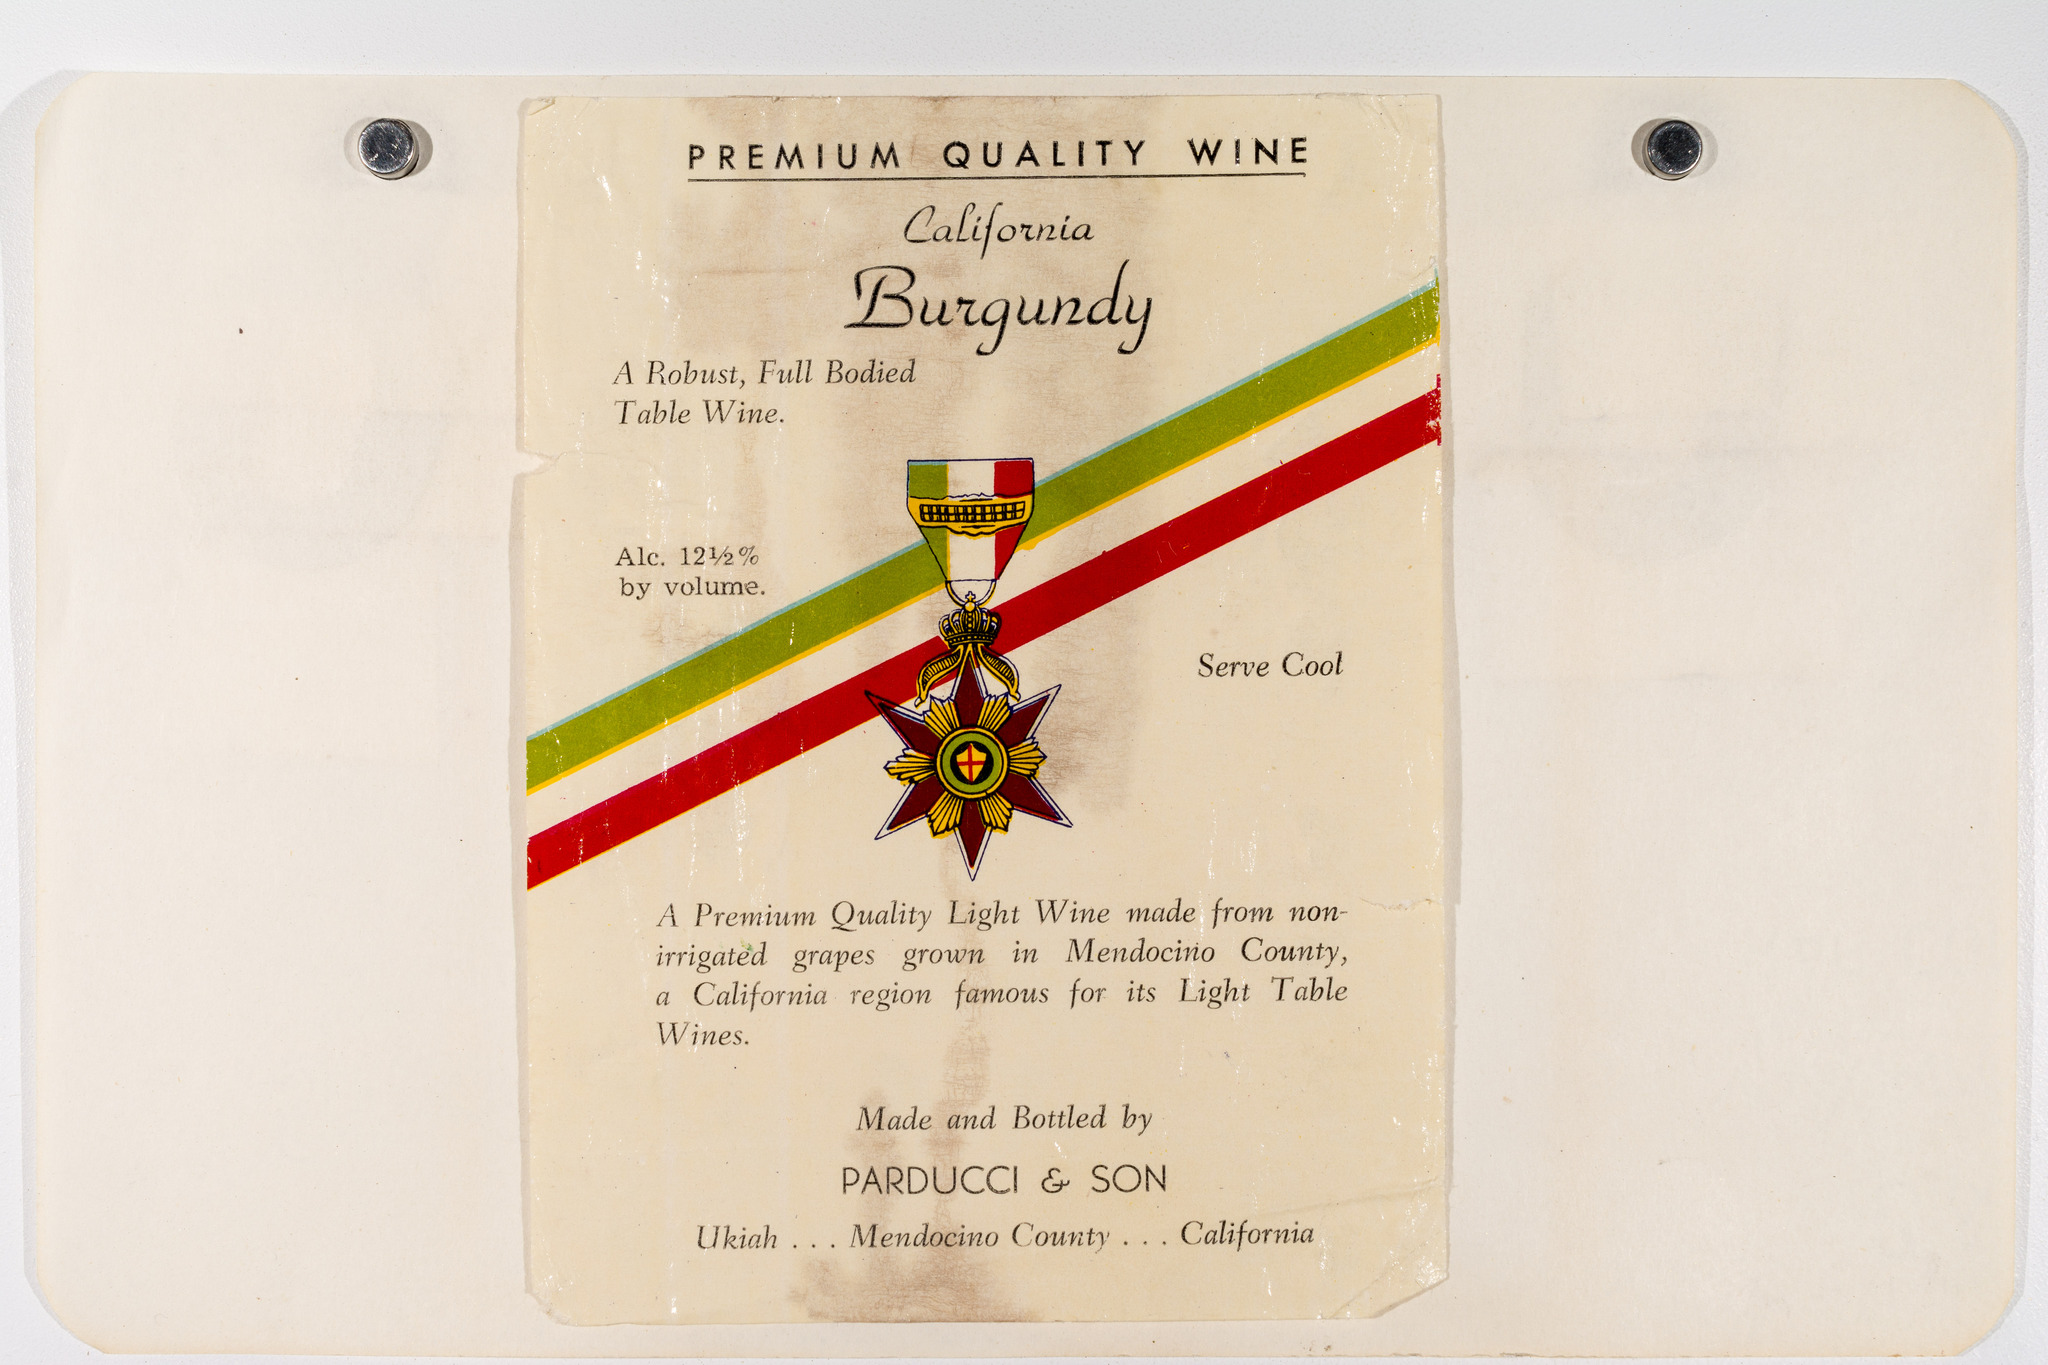 PREMIUM QUALITY WINE
California
Burgundy
A Robust, Full Bodied
Table Wine.
Alc. 12½%
by volume.
Serve Cool
A Premium Quality Light Wine made from non-
irrigated grapes grown in Mendocino County,
a California region famous for its Light Table
Wines.
Made and Bottled by
PARDUCCI & SON
Ukiah . . . Mendocino County . . . California